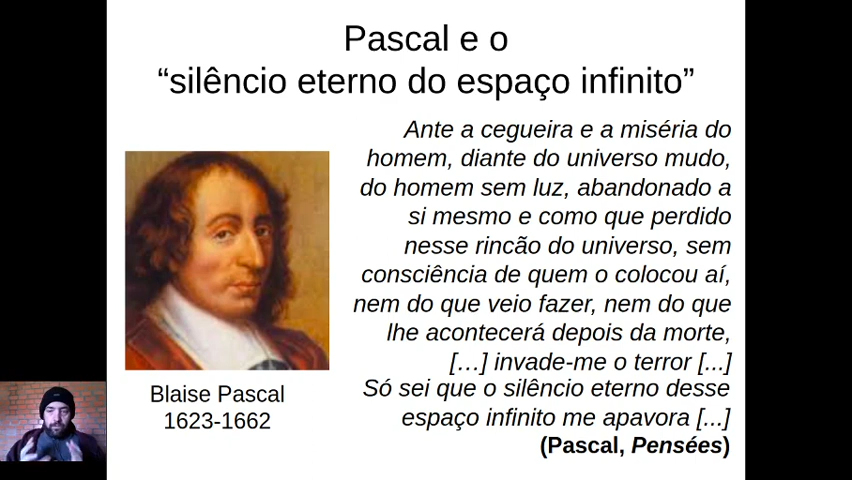 Pascal e o
“silêncio eterno do espaço infinito”
Ante a cegueira e a miséria do
homem, diante do universo mudo,
do homem sem luz, abandonado a
si mesmo e como que perdido
nesse rincão do universo, sem
consciência de quem o colocou aí,
nem do que veio fazer, nem do que
lhe acontecerá depois da morte,
[…] invade-me o terror [...]
Só sei que o silêncio eterno desse
espaço infinito me apavora [...]
(Pascal, Pensées)
Blaise Pascal
1623-1662